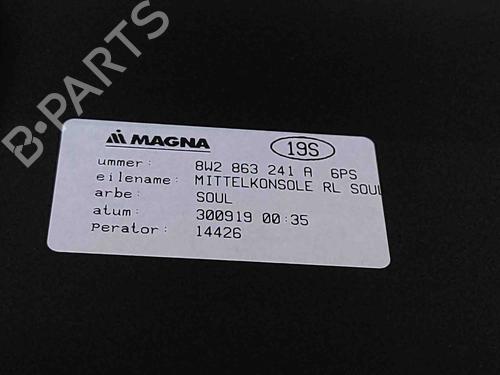 B-PARTS
MAGNA 19S
ummer: 8W2 863 241 A 6PS
eilename: MITTELKONSOLE RL SOUL
arbe: SOUL
atum: 300919 00:35
perator: 14426